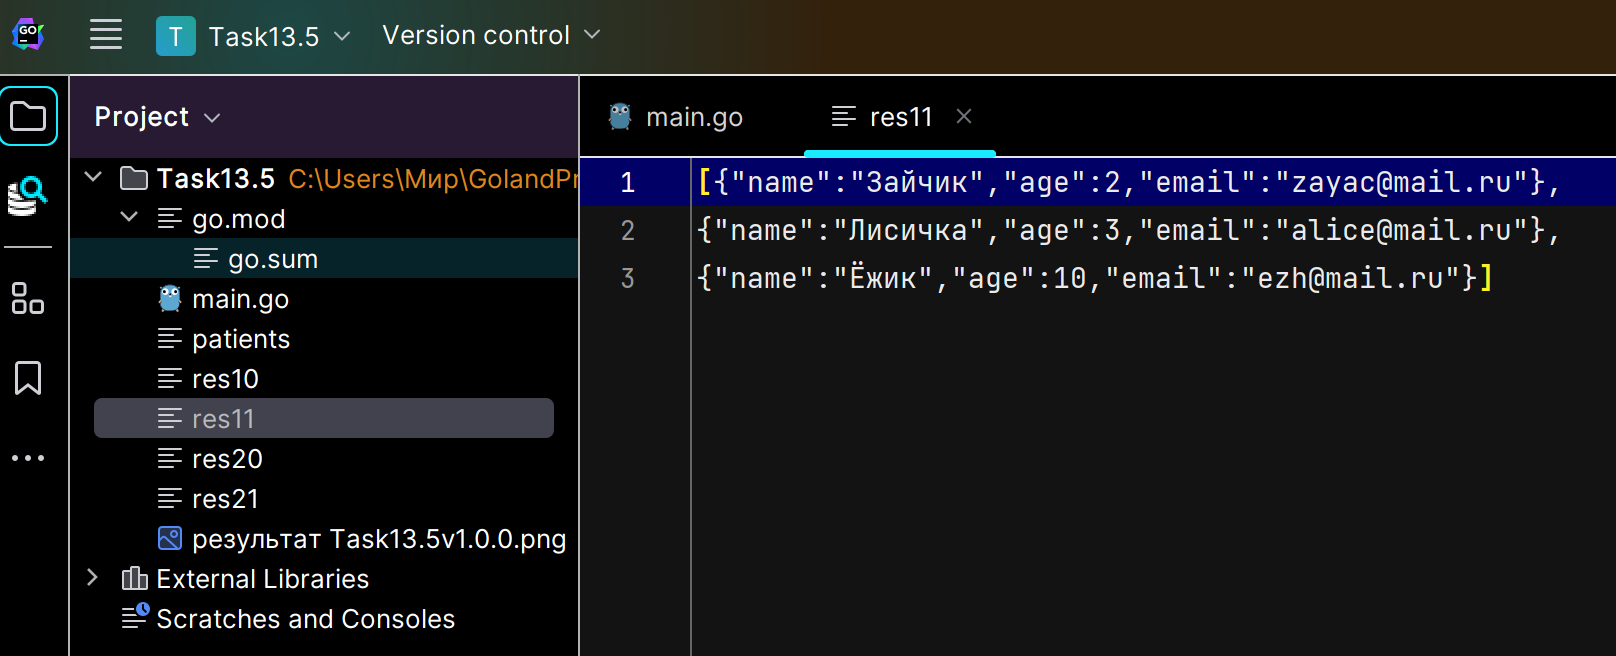 GO
T Task13.5 Version control
Project
Task13.5 C:\Users\Мир\GolandPr
go.mod
go.sum
main.go
patients
res10
res11
res20
res21
результат Task13.5v1.0.0.png
External Libraries
Scratches and Consoles
main.go res11
1 [{"name":"Зайчик","age":2,"email":"zayac@mail.ru"},
2 {"name":"Лисичка","age":3,"email":"alice@mail.ru"},
3 {"name":"Ёжик","age":10,"email":"ezh@mail.ru"}]